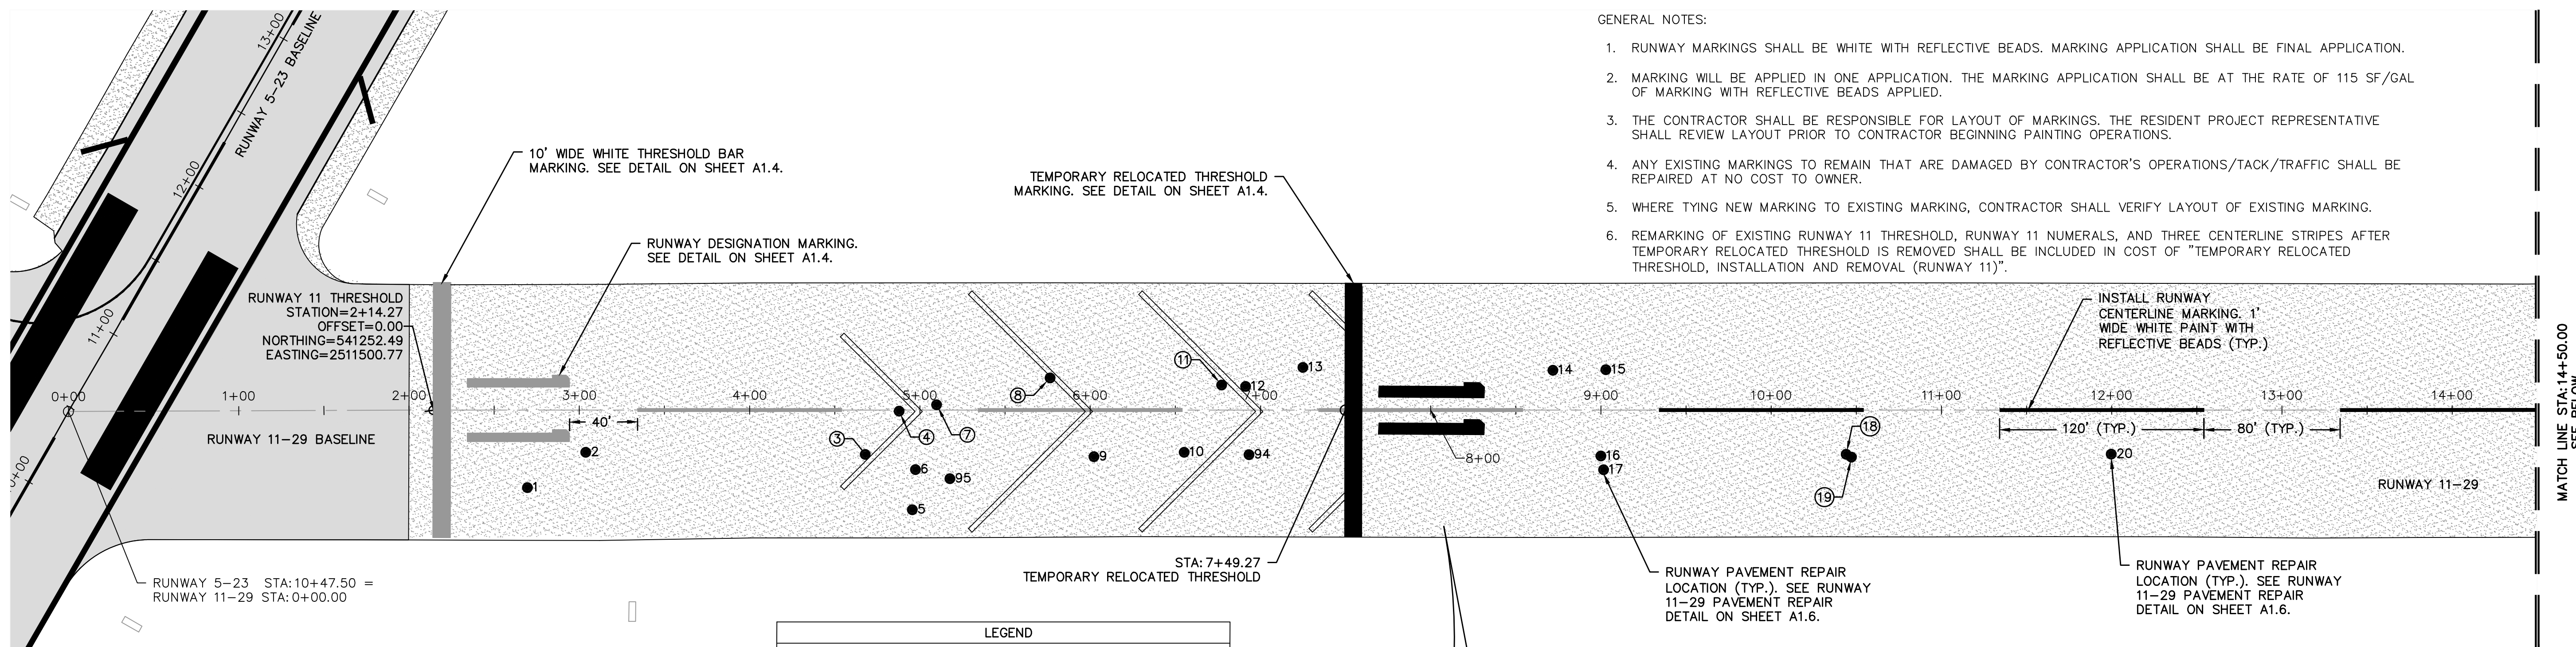 GENERAL NOTES:
1. RUNWAY MARKINGS SHALL BE WHITE WITH REFLECTIVE BEADS. MARKING APPLICATION SHALL BE FINAL APPLICATION.
2. MARKING WILL BE APPLIED IN ONE APPLICATION. THE MARKING APPLICATION SHALL BE AT THE RATE OF 115 SF/GAL
OF MARKING WITH REFLECTIVE BEADS APPLIED.
3. THE CONTRACTOR SHALL BE RESPONSIBLE FOR LAYOUT OF MARKINGS. THE RESIDENT PROJECT REPRESENTATIVE
SHALL REVIEW LAYOUT PRIOR TO CONTRACTOR BEGINNING PAINTING OPERATIONS.
4. ANY EXISTING MARKINGS TO REMAIN THAT ARE DAMAGED BY CONTRACTOR'S OPERATIONS/TACK/TRAFFIC SHALL BE
REPAIRED AT NO COST TO OWNER.
5. WHERE TYING NEW MARKING TO EXISTING MARKING, CONTRACTOR SHALL VERIFY LAYOUT OF EXISTING MARKING.
6. REMARKING OF EXISTING RUNWAY 11 THRESHOLD, RUNWAY 11 NUMERALS, AND THREE CENTERLINE STRIPES AFTER
TEMPORARY RELOCATED THRESHOLD IS REMOVED SHALL BE INCLUDED IN COST OF "TEMPORARY RELOCATED
THRESHOLD, INSTALLATION AND REMOVAL (RUNWAY 11)".
13+00
RUNWAY 5-23 BASELINE
12+00
11+00
0+00
10' WIDE WHITE THRESHOLD BAR
MARKING. SEE DETAIL ON SHEET A1.4.
TEMPORARY RELOCATED THRESHOLD
MARKING. SEE DETAIL ON SHEET A1.4.
RUNWAY DESIGNATION MARKING.
SEE DETAIL ON SHEET A1.4.
RUNWAY 11 THRESHOLD
STATION=2+14.27
OFFSET=0.00
NORTHING=541252.49
EASTING=2511500.77
INSTALL RUNWAY
CENTERLINE MARKING. 1'
WIDE WHITE PAINT WITH
REFLECTIVE BEADS (TYP.)
0+00 1+00 2+00 3+00 4+00 5+00 6+00 7+00 9+00 10+00 11+00 12+00 13+00 14+00
8+00
RUNWAY 11-29 BASELINE
40'
120' (TYP.) 80' (TYP.)
11 12 13 14 15
8
3 4 7
18
2 6 95 9 10 94 16 17 20
1 5
19
RUNWAY 11-29
MATCH LINE STA:14+50.00
SEE BELOW
STA:7+49.27
TEMPORARY RELOCATED THRESHOLD
RUNWAY 5-23 STA:10+47.50 =
RUNWAY 11-29 STA:0+00.00
RUNWAY PAVEMENT REPAIR
LOCATION (TYP.). SEE RUNWAY
11-29 PAVEMENT REPAIR
DETAIL ON SHEET A1.6.
RUNWAY PAVEMENT REPAIR
LOCATION (TYP.). SEE RUNWAY
11-29 PAVEMENT REPAIR
DETAIL ON SHEET A1.6.
LEGEND